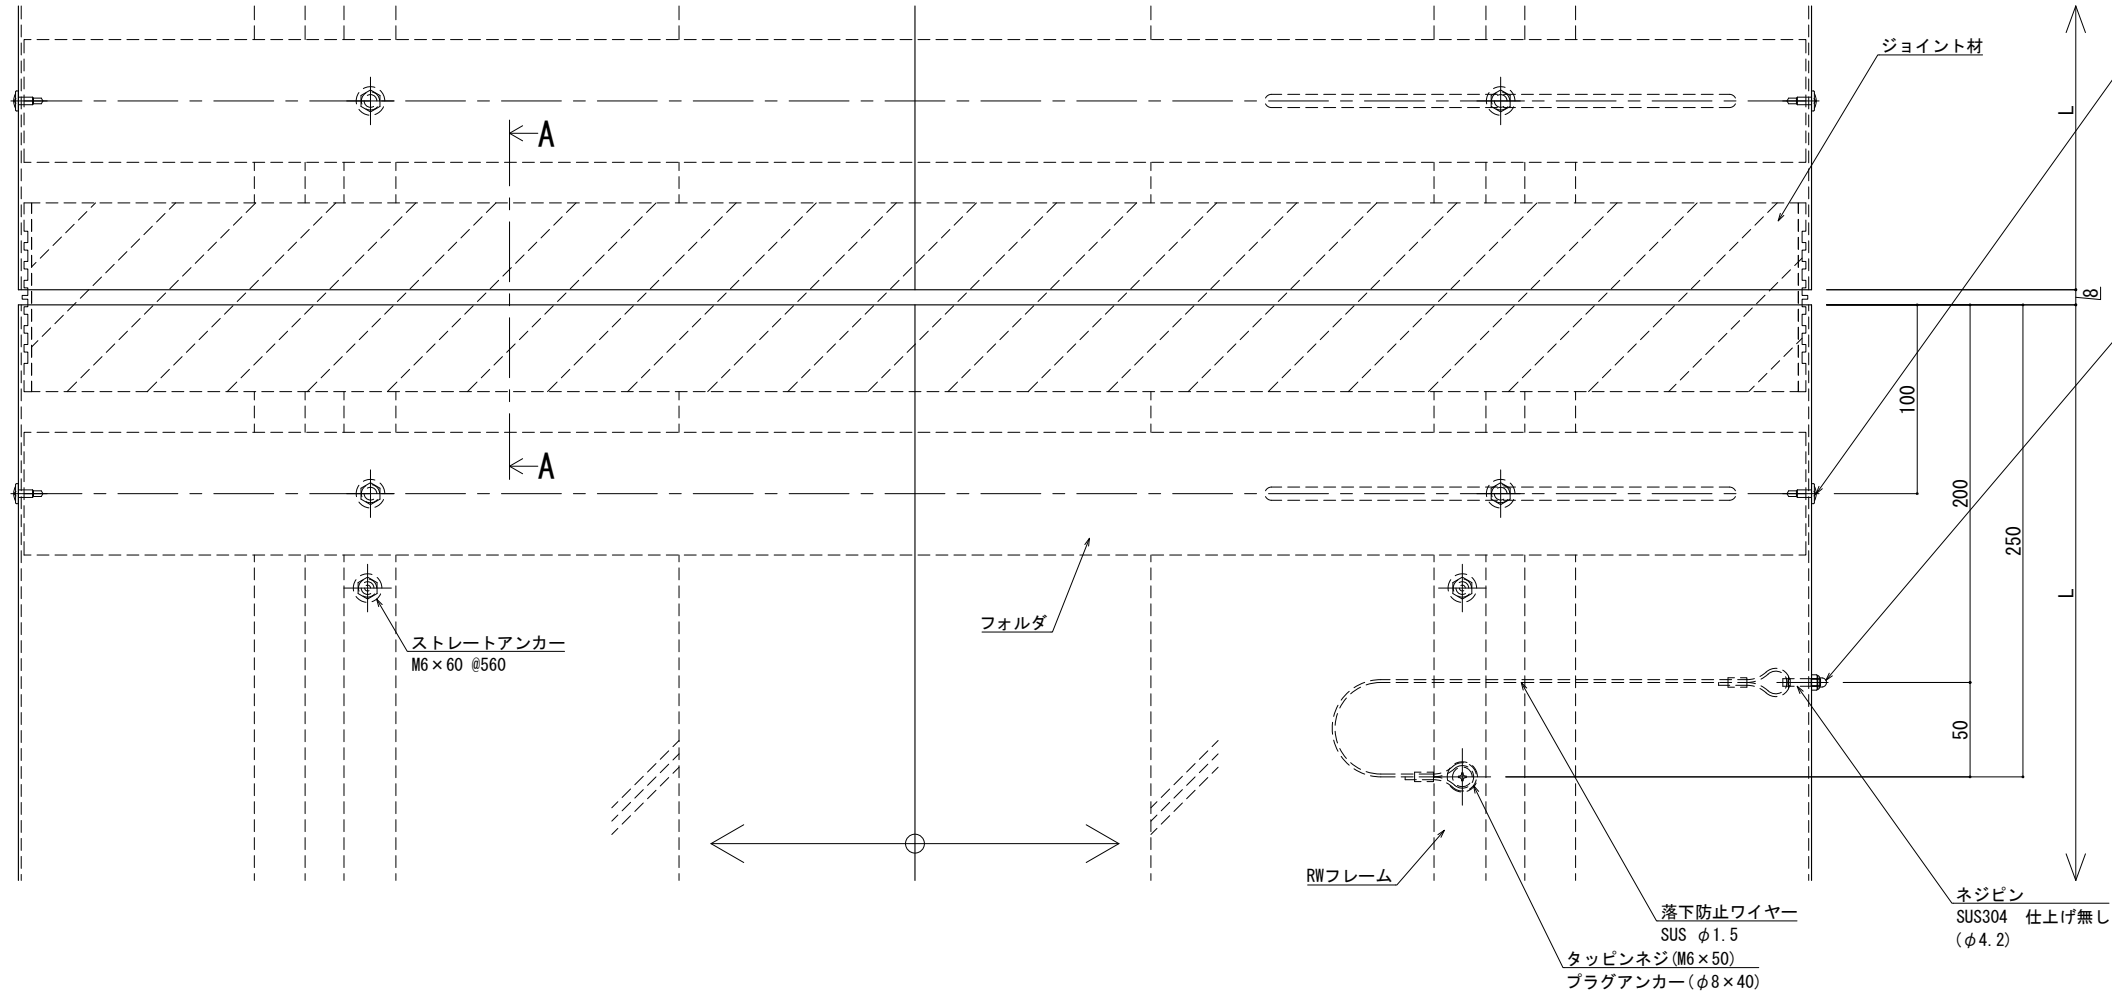 ジョイント材
L
A
8
100
A
200
250
L
フォルダ
ストレートアンカー
M6×60 @560
50
RWフレーム
ネジピン
SUS304 仕上げ無し
(φ4.2)
落下防止ワイヤー
SUS φ1.5
タッピンネジ(M6×50)
プラグアンカー(φ8×40)